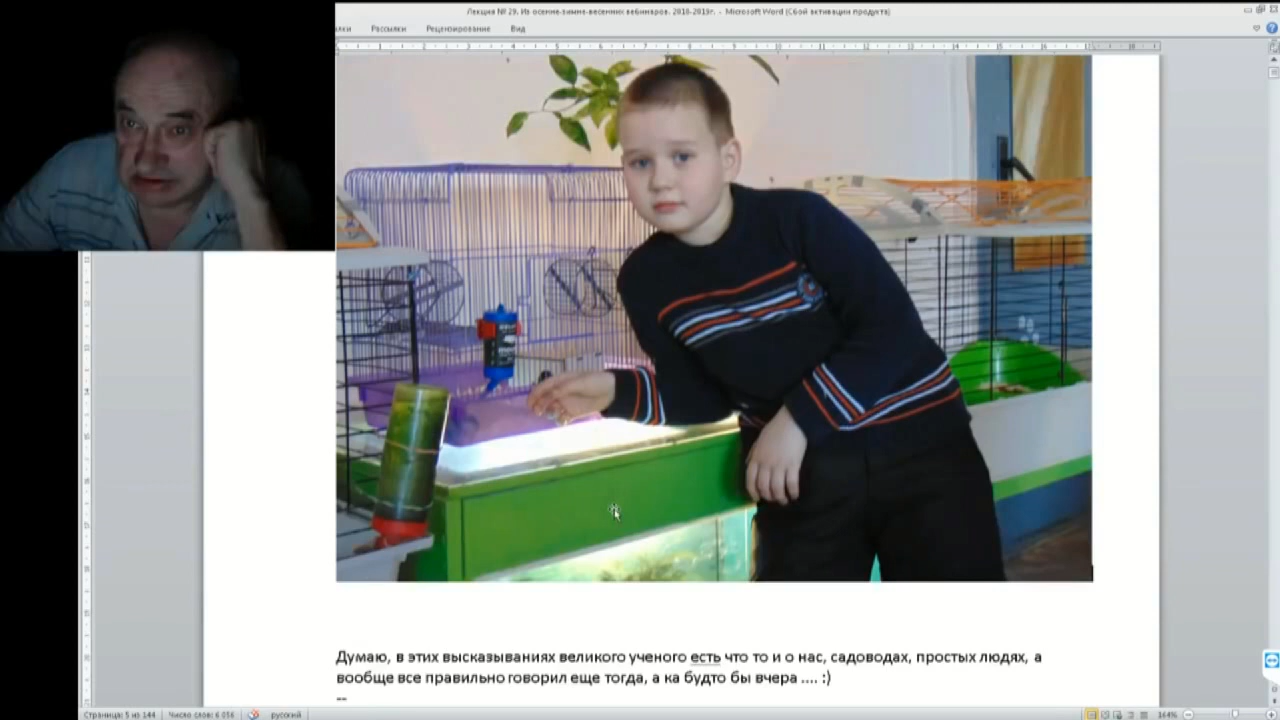 Лекция № 29. Из осенне-зимне-весенних вебинаров. 2018-2019г. - Microsoft Word (Сбой активации продукта)
Рассылки Рецензирование Вид
Думаю, в этих высказываниях великого ученого есть что то и о нас, садоводах, простых людях, а
вообще все правильно говорил еще тогда, а ка будто бы вчера .... :)
--
Страница: 5 из 144 Число слов: 6 056 русский 164%